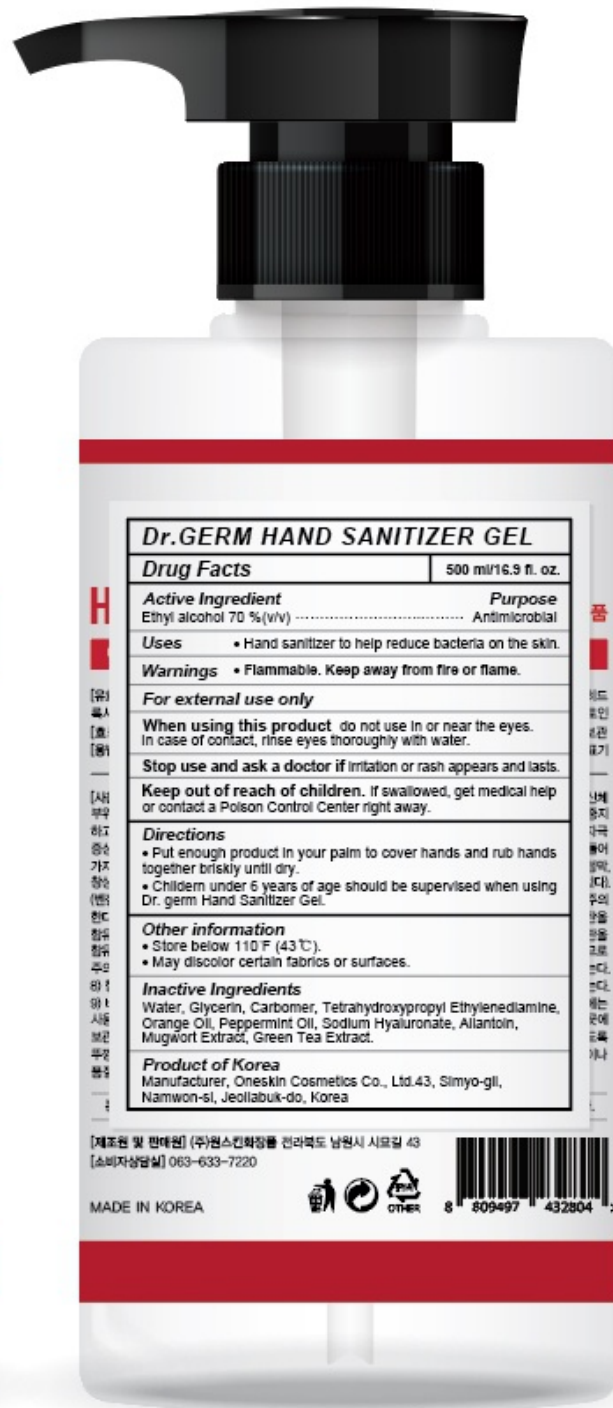 Dr.GERM HAND SANITIZER GEL
Drug Facts 500 ml/16.9 fl. oz.
Active Ingredient Purpose
Ethyl alcohol 70 %(v/v) ---------- Antimicrobial
Uses • Hand sanitizer to help reduce bacteria on the skin.
Warnings • Flammable. Keep away from fire or flame.
For external use only
When using this product do not use in or near the eyes.
In case of contact, rinse eyes thoroughly with water.
Stop use and ask a doctor if irritation or rash appears and lasts.
Keep out of reach of children. If swallowed, get medical help
or contact a Poison Control Center right away.
Directions
• Put enough product in your palm to cover hands and rub hands
together briskly until dry.
• Childern under 6 years of age should be supervised when using
Dr. germ Hand Sanitizer Gel.
Other information
• Store below 110℉ (43℃).
• May discolor certain fabrics or surfaces.
Inactive Ingredients
Water, Glycerin, Carbomer, Tetrahydroxypropyl Ethylenediamine,
Orange Oil, Peppermint Oil, Sodium Hyaluronate, Allantoin,
Mugwort Extract, Green Tea Extract.
Product of Korea
Manufacturer, Oneskin Cosmetics Co., Ltd.43, Simyo-gil,
Namwon-si, Jeollabuk-do, Korea
[제조원 및 판매원] (주)원스킨화장품 전라북도 남원시 시묘길 43
[소비자상담실] 063-633-7220
MADE IN KOREA
OTHER
8 809497 432804